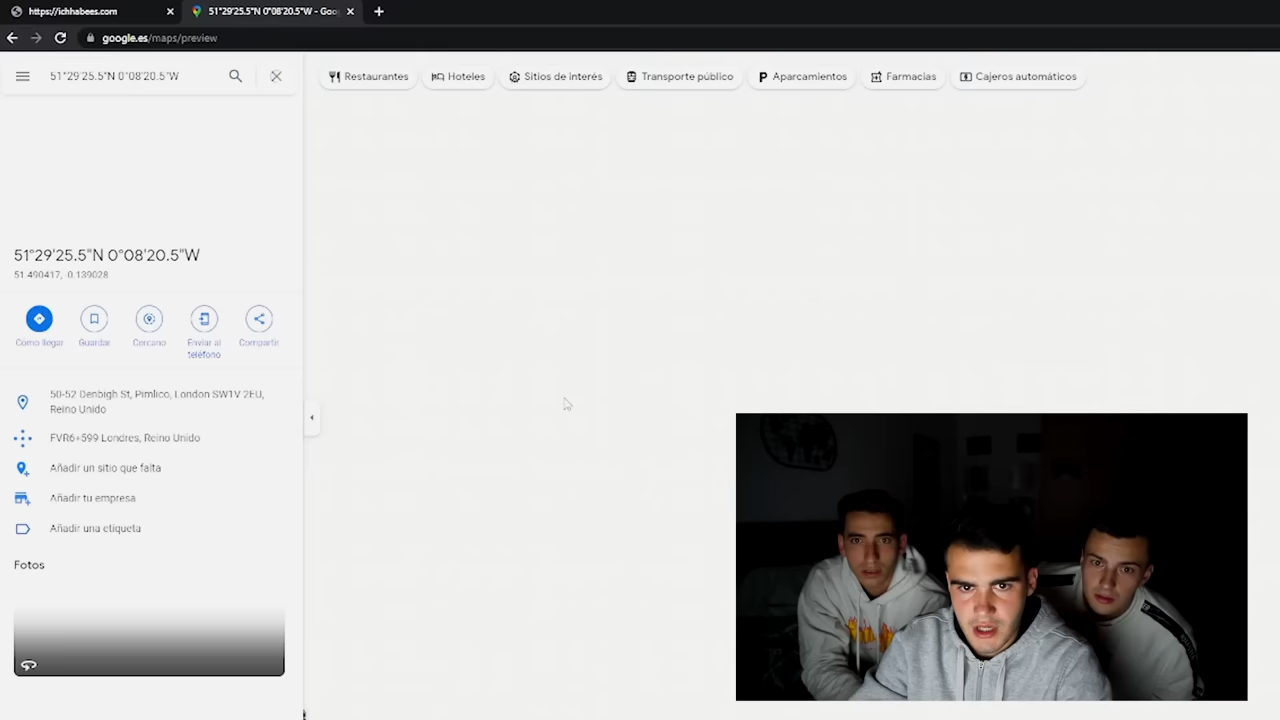 https://ichhabees.com
51°29'25.5"N 0°08'20.5"W - Goo
google.es/maps/preview
51°29'25.5"N 0°08'20.5"W
Restaurantes
Hoteles
Sitios de interés
Transporte público
Aparcamientos
Farmacias
Cajeros automáticos
51°29'25.5"N 0°08'20.5"W
51.490417, -0.139028
Cómo llegar
Guardar
Cercano
Enviar al
teléfono
Compartir
50-52 Denbigh St, Pimlico, London SW1V 2EU,
Reino Unido
FVR6+599 Londres, Reino Unido
Añadir un sitio que falta
Añadir tu empresa
Añadir una etiqueta
Fotos